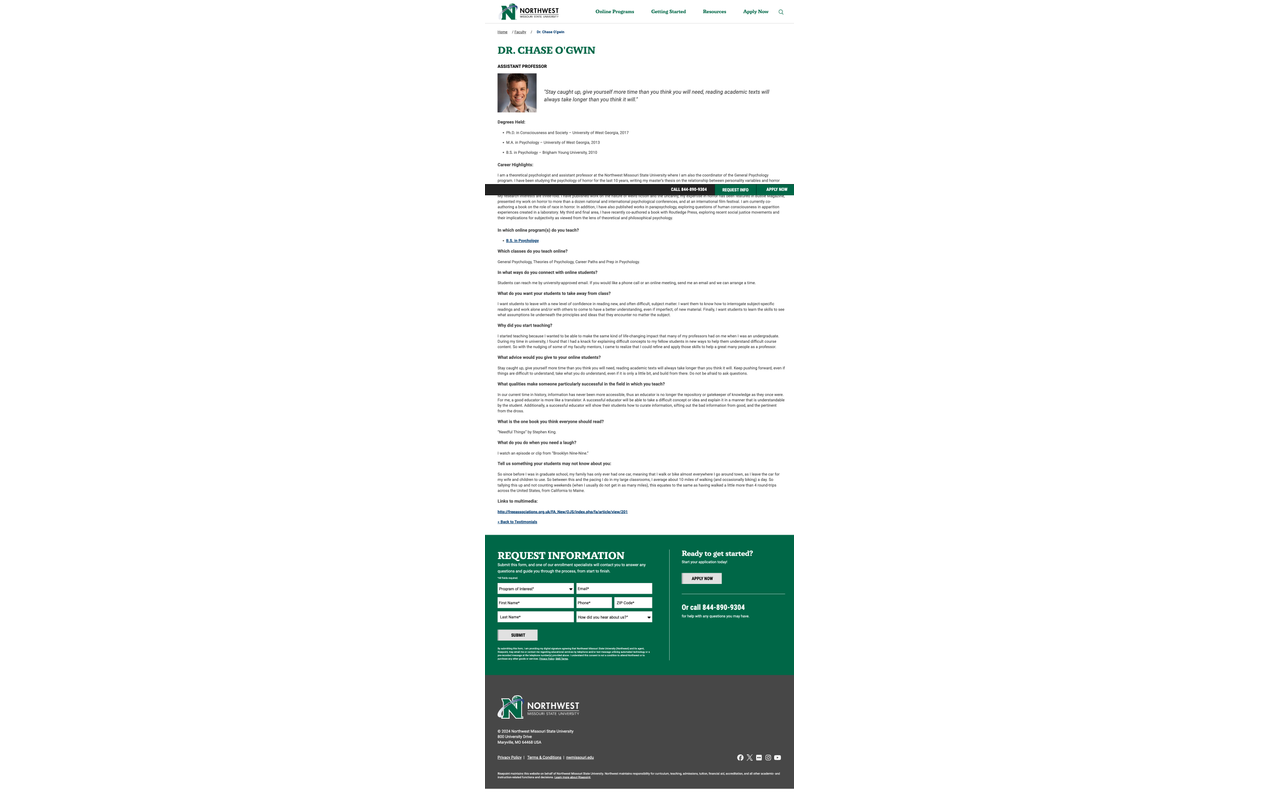 NORTHWEST
MISSOURI STATE UNIVERSITY
Online Programs Getting Started Resources Apply Now
Home / Faculty / Dr. Chase O'gwin
DR. CHASE O'GWIN
ASSISTANT PROFESSOR
"Stay caught up, give yourself more time than you think you will need, reading academic texts will
always take longer than you think it will."
Degrees Held:
• Ph.D. in Consciousness and Society – University of West Georgia, 2017
• M.A. in Psychology – University of West Georgia, 2013
• B.S. in Psychology – Brigham Young University, 2010
Career Highlights:
I am a theoretical psychologist and assistant professor at the Northwest Missouri State University where I am also the coordinator of the General Psychology
program. I have been studying the psychology of horror for the last 10 years, writing my master's thesis on the relationship between personality variables and horror
CALL 844-890-9304 REQUEST INFO APPLY NOW
presented my work on horror to more than a dozen national and international psychological conferences, and at an international film festival. I am currently co-
authoring a book on the role of race in horror. In addition, I have also published works in parapsychology, exploring questions of human consciousness in apparition
experiences created in a laboratory. My third and final area, I have recently co-authored a book with Routledge Press, exploring recent social justice movements and
their implications for subjectivity as viewed from the lens of theoretical and philosophical psychology.
In which online program(s) do you teach?
• B.S. in Psychology
Which classes do you teach online?
General Psychology, Theories of Psychology, Career Paths and Prep in Psychology
In what ways do you connect with online students?
Students can reach me by university-approved email. If you would like a phone call or an online meeting, send me an email and we can arrange a time.
What do you want your students to take away from class?
I want students to leave with a new level of confidence in reading new, and often difficult, subject matter. I want them to know how to interrogate subject-specific
readings and work alone and/or with others to come to have a better understanding, even if imperfect, of new material. Finally, I want students to learn the skills to see
what assumptions lie underneath the principles and ideas that they encounter no matter the subject.
Why did you start teaching?
I started teaching because I wanted to be able to make the same kind of life-changing impact that many of my professors had on me when I was an undergraduate.
During my time in university, I found that I had a knack for explaining difficult concepts to my fellow students in new ways to help them understand difficult course
content. So with the nudging of some of my faculty mentors, I came to realize that I could refine and apply those skills to help a great many people as a professor.
What advice would you give to your online students?
Stay caught up, give yourself more time than you think you will need, reading academic texts will always take longer than you think it will. Keep pushing forward, even if
things are difficult to understand, take what you do understand, even if it is only a little bit, and build from there. Do not be afraid to ask questions.
What qualities make someone particularly successful in the field in which you teach?
In our current time in history, information has never been more accessible, thus an educator is no longer the repository or gatekeeper of knowledge as they once were.
For me, a good educator is more like a translator. A successful educator will be able to take a difficult concept or idea and explain it in a manner that is understandable
by the student. Additionally, a successful educator will show their students how to curate information, sifting out the bad information from good, and the pertinent
from the dross.
What is the one book you think everyone should read?
"Needful Things" by Stephen King.
What do you do when you need a laugh?
I watch an episode or clip from "Brooklyn Nine-Nine."
Tell us something your students may not know about you:
So since before I was in graduate school, my family has only ever had one car, meaning that I walk or bike almost everywhere I go around town, as I leave the car for
my wife and children to use. So between this and the pacing I do in my large classrooms, I average about 10 miles of walking (and occasionally biking) a day. So
tallying this up and not counting weekends (when I usually do not get in as many miles), this equates to the same as having walked a little more than 4 round trips
across the United States, from California to Maine.
Links to multimedia:
http://freeassociations.org.uk/FA_New/OJS/index.php/fa/article/view/201
« Back to Testimonials
REQUEST INFORMATION
Submit this form, and one of our enrollment specialists will contact you to answer any
questions and guide you through the process, from start to finish.
*All fields required.
Program of Interest* Email*
First Name* Phone* ZIP Code*
Last Name* How did you hear about us?*
SUBMIT
Privacy Policy SMS Terms
Ready to get started?
Start your application today!
APPLY NOW
Or call 844-890-9304
for help with any questions you may have.
NORTHWEST
MISSOURI STATE UNIVERSITY
© 2024 Northwest Missouri State University
800 University Drive
Maryville, MO 64468 USA
Privacy Policy | Terms & Conditions | nwmissouri.edu
Risepoint maintains this website on behalf of Northwest Missouri State University. Northwest maintains responsibility for curriculum, teaching, admissions, tuition, financial aid, accreditation, and all other academic- and
instruction-related functions and decisions. Learn more about Risepoint.